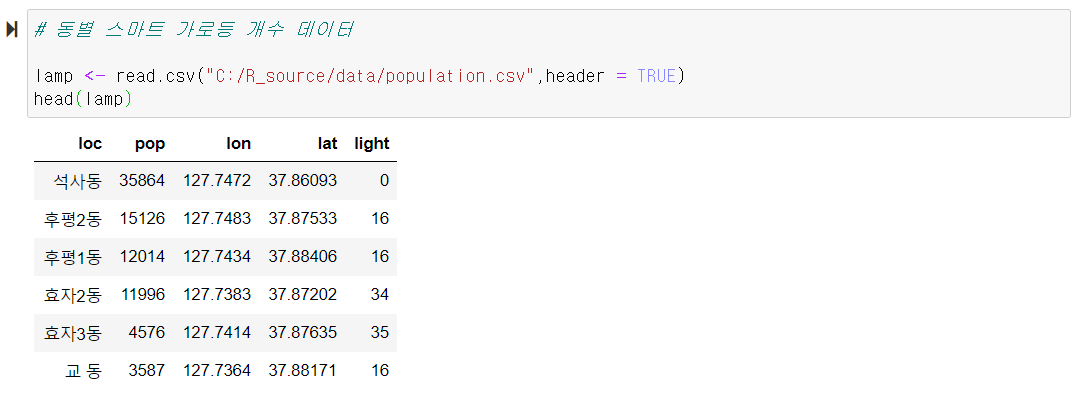 # 동별 스마트 가로등 개수 데이터
lamp <- read.csv("C:/R_source/data/population.csv",header = TRUE)
head(lamp)
loc pop lon lat light
석사동 35864 127.7472 37.86093 0
후평2동 15126 127.7483 37.87533 16
후평1동 12014 127.7434 37.88406 16
효자2동 11996 127.7383 37.87202 34
효자3동 4576 127.7414 37.87635 35
교 동 3587 127.7364 37.88171 16